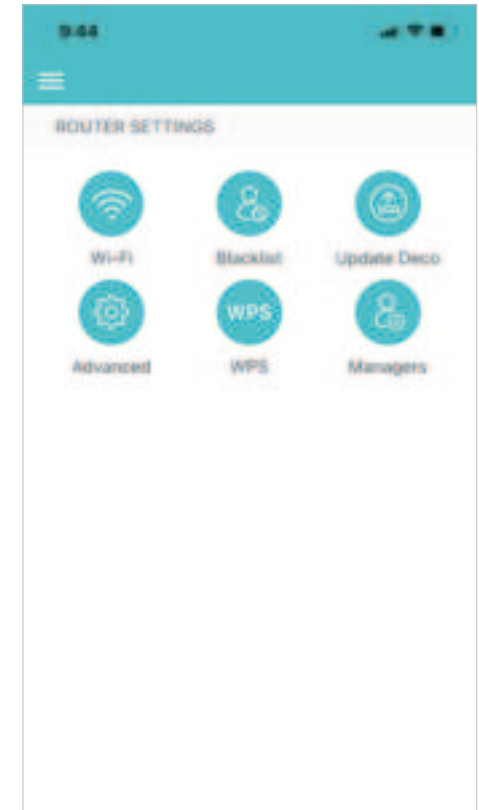 9:44
ROUTER SETTINGS
Wi-Fi Blacklist Update Deco
WPS
Advanced WPS Managers